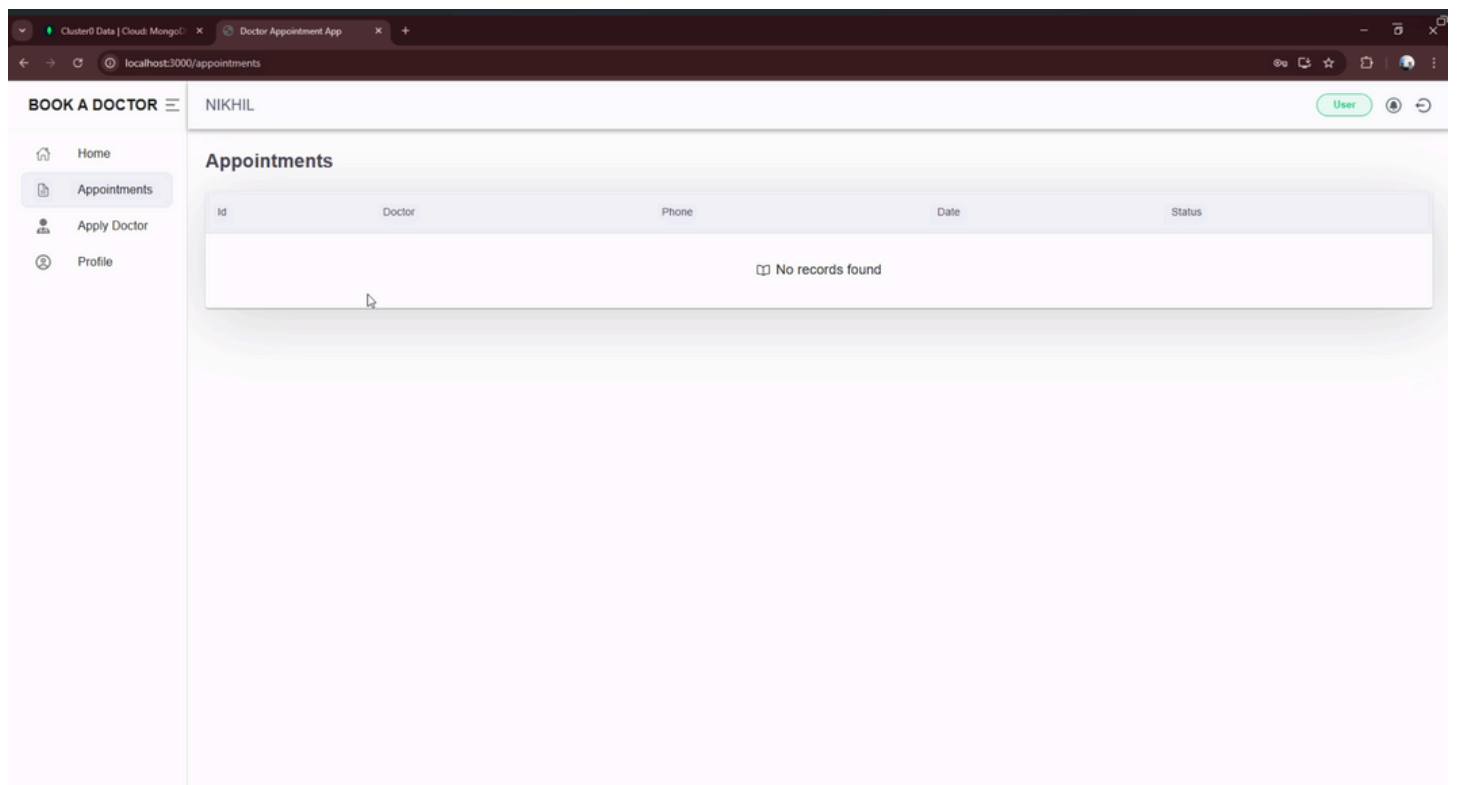 Cluster0 Data | Cloud: MongoD
Doctor Appointment App
localhost:3000/appointments
BOOK A DOCTOR
NIKHIL
User
Home
Appointments
Apply Doctor
Profile
Appointments
Id Doctor Phone Date Status
No records found